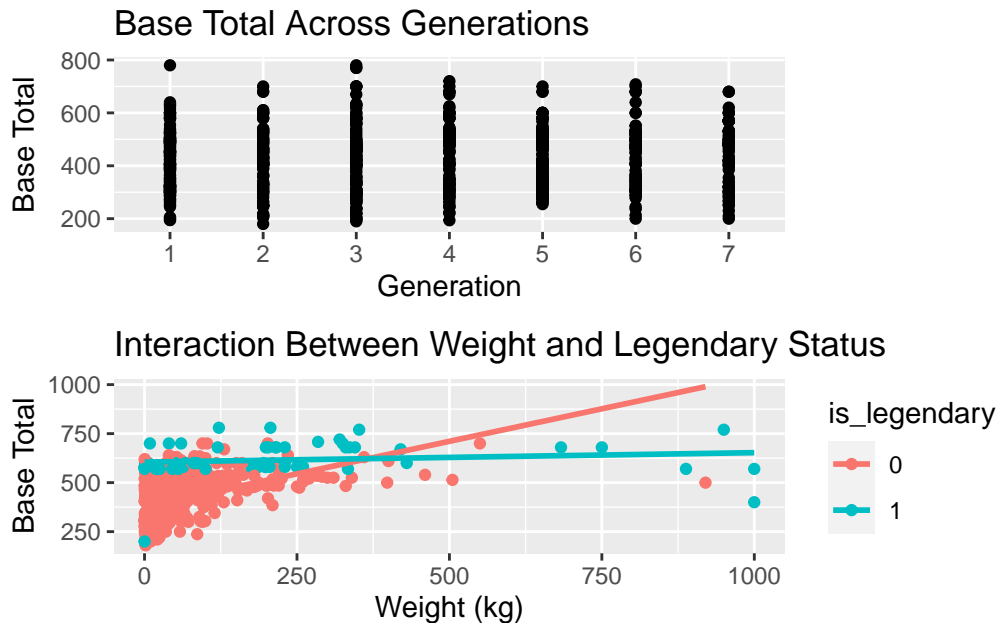 Base Total Across Generations
800
600
400
200
Base Total
1 2 3 4 5 6 7
Generation
Interaction Between Weight and Legendary Status
1000
750
500
250
Base Total
0 250 500 750 1000
Weight (kg)
is_legendary
0
1